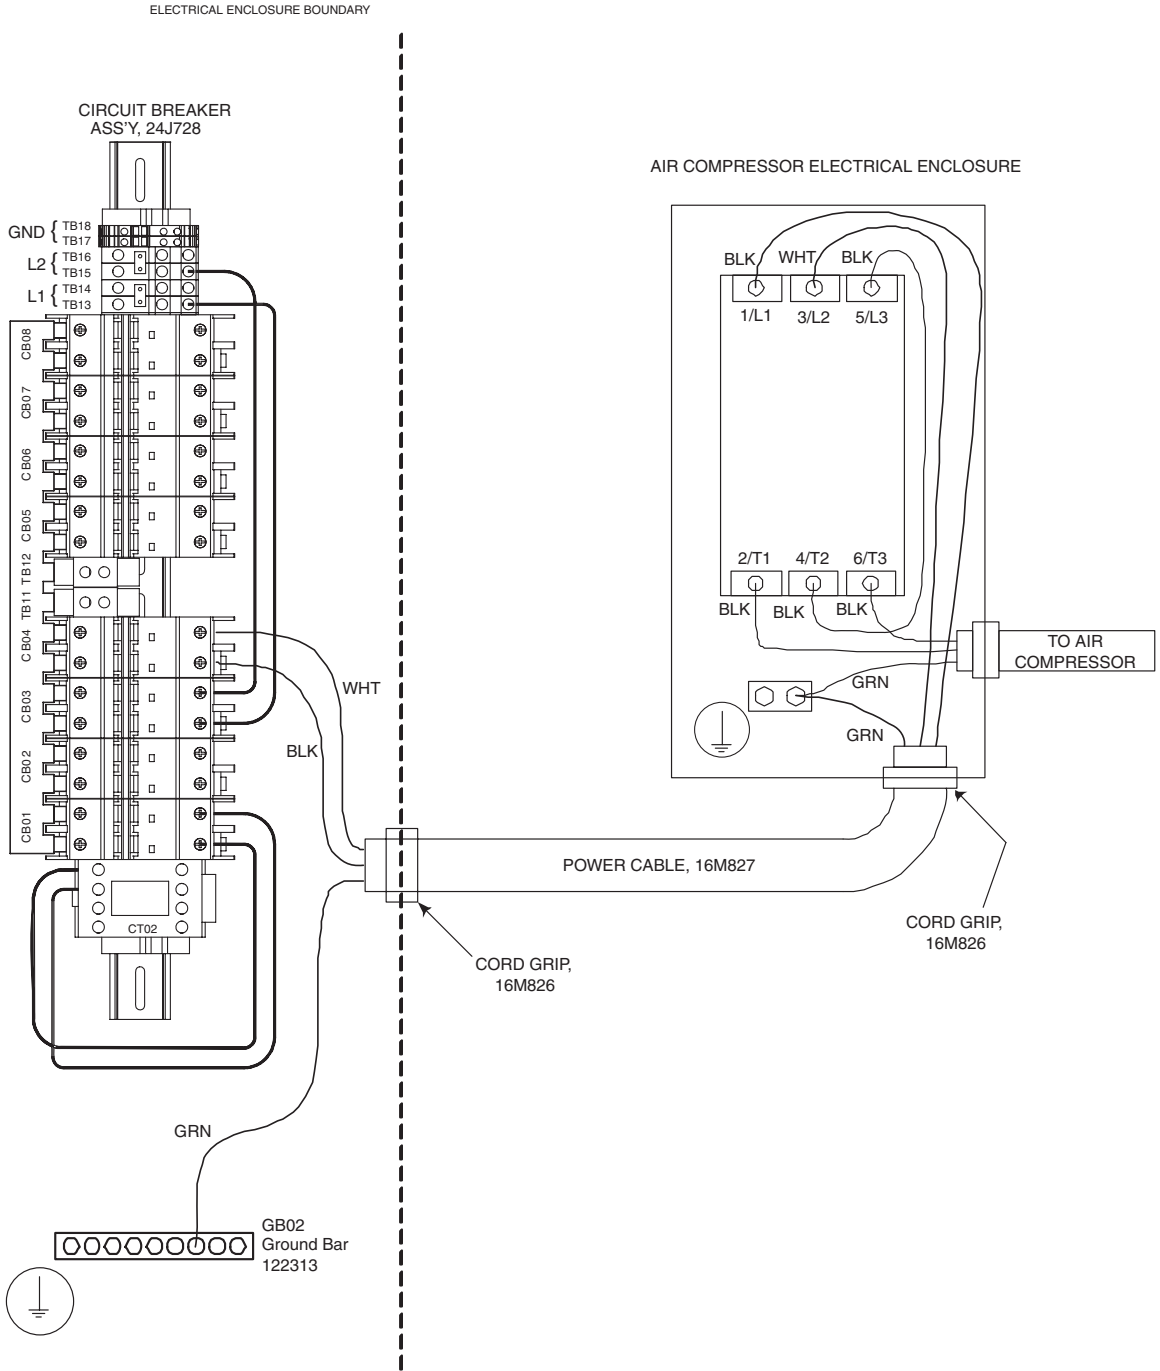 ELECTRICAL ENCLOSURE BOUNDARY
CIRCUIT BREAKER
ASS'Y, 24J728
AIR COMPRESSOR ELECTRICAL ENCLOSURE
GND { TB18
TB17
L2 { TB16
TB15
L1 { TB14
TB13
CB08
CB07
CB06
CB05
TB12
TB11
CB04
CB03
CB02
CB01
CT02
BLK WHT BLK
1/L1 3/L2 5/L3
2/T1 4/T2 6/T3
BLK BLK BLK
TO AIR
COMPRESSOR
GRN
GRN
WHT
BLK
POWER CABLE, 16M827
CORD GRIP,
16M826
CORD GRIP,
16M826
GRN
GB02
Ground Bar
122313